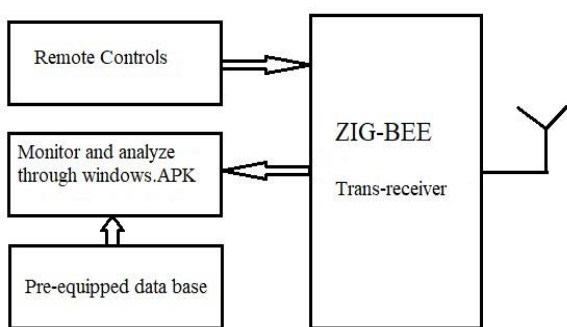 Remote Controls
Monitor and analyze
through windows.APK
Pre-equipped data base
ZIG-BEE
Trans-receiver